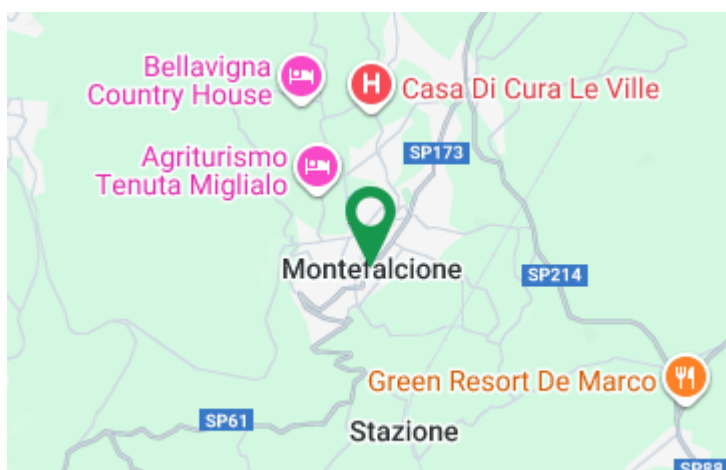 Bellavigna
Country House
H
Casa Di Cura Le Ville
SP173
Agriturismo
Tenuta Miglialo
Montefalcione
SP214
Green Resort De Marco
SP61
Stazione
SP88